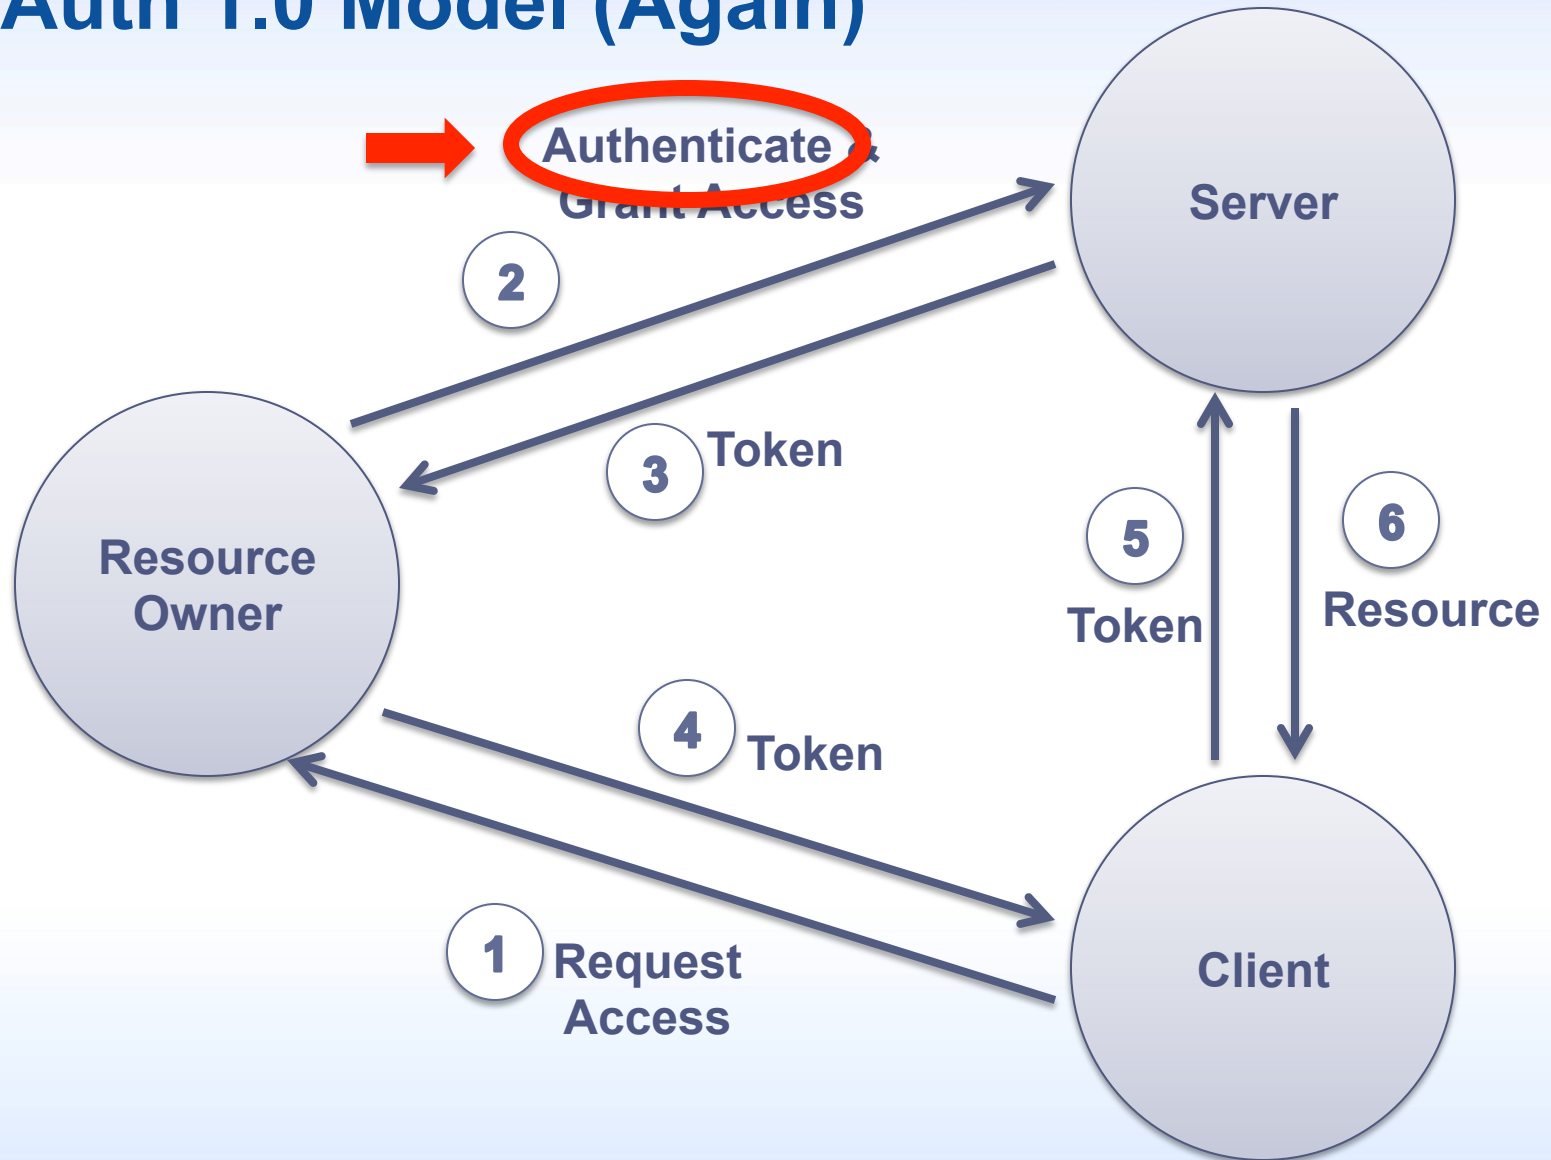 Auth 1.0 Model (Again)
Authenticate &
Grant Access
Server
2
3
Token
Resource
Owner
5
Token
6
Resource
4
Token
1
Request
Access
Client